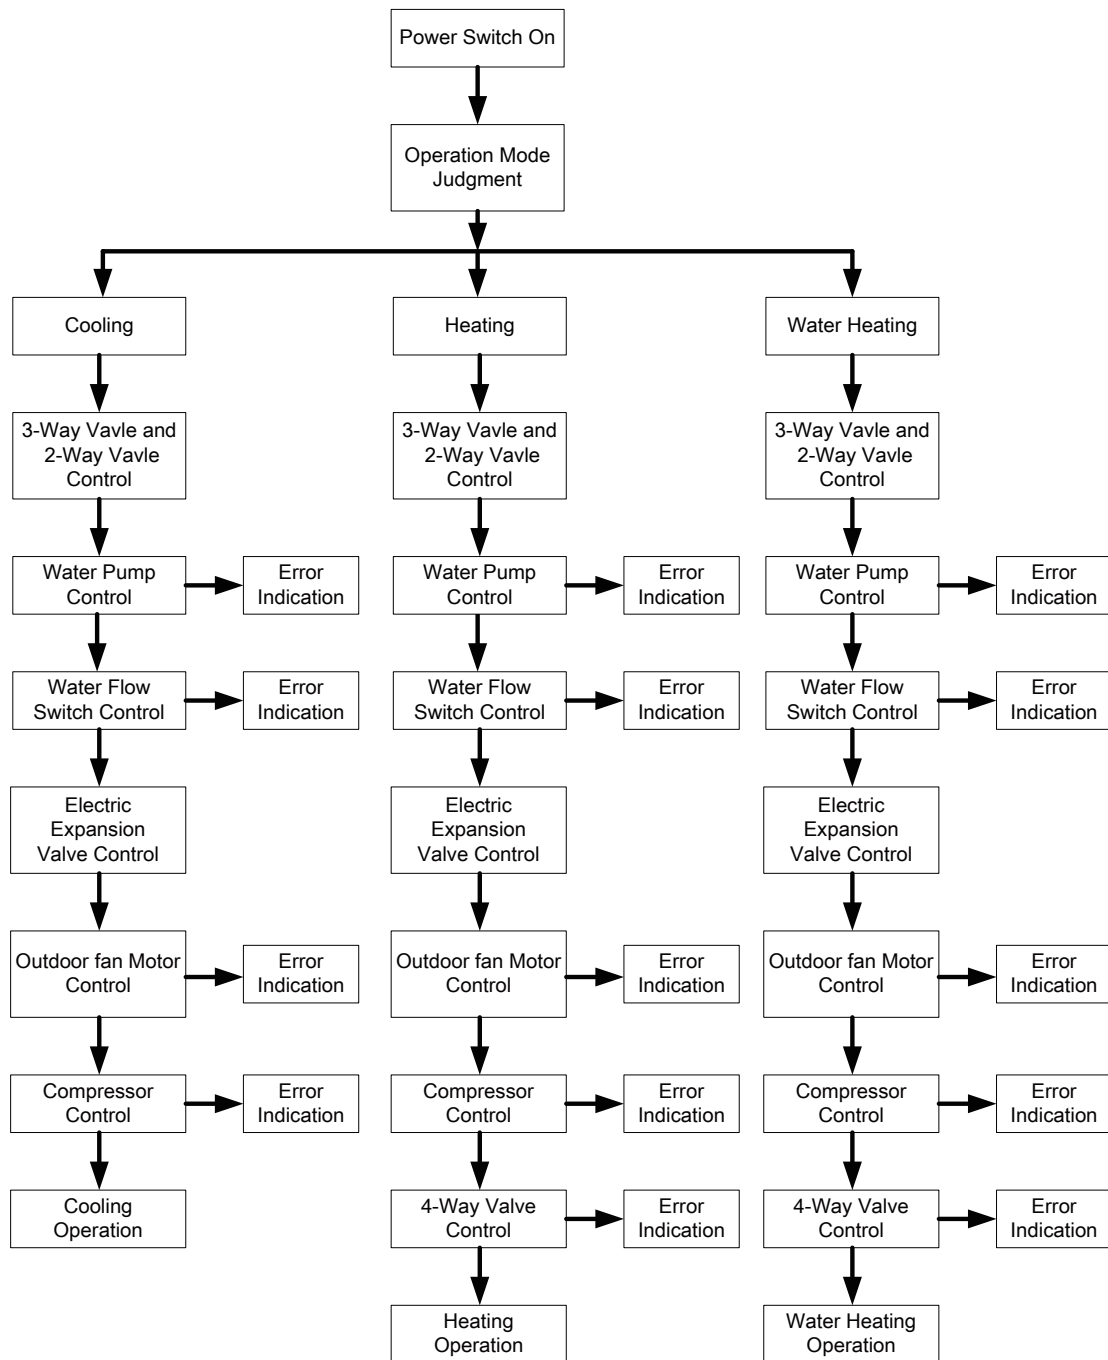 Power Switch On
Operation Mode
Judgment
Cooling
Heating
Water Heating
3-Way Vavle and
2-Way Vavle
Control
3-Way Vavle and
2-Way Vavle
Control
3-Way Vavle and
2-Way Vavle
Control
Water Pump
Control
Error
Indication
Water Pump
Control
Error
Indication
Water Pump
Control
Error
Indication
Water Flow
Switch Control
Error
Indication
Water Flow
Switch Control
Error
Indication
Water Flow
Switch Control
Error
Indication
Electric
Expansion
Valve Control
Electric
Expansion
Valve Control
Electric
Expansion
Valve Control
Outdoor fan Motor
Control
Error
Indication
Outdoor fan Motor
Control
Error
Indication
Outdoor fan Motor
Control
Error
Indication
Compressor
Control
Error
Indication
Compressor
Control
Error
Indication
Compressor
Control
Error
Indication
Cooling
Operation
4-Way Valve
Control
Error
Indication
4-Way Valve
Control
Error
Indication
Heating
Operation
Water Heating
Operation